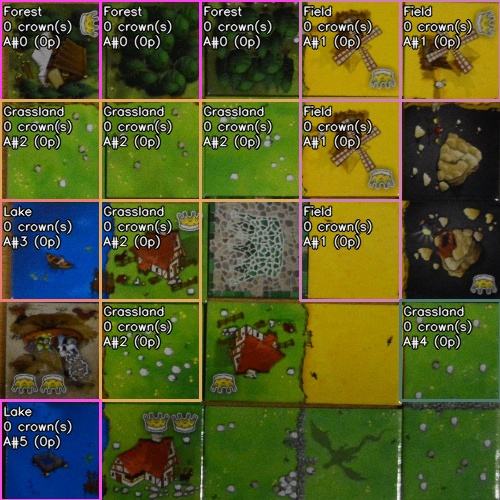 Forest
0 crown(s)
A#0 (0p)
Forest
0 crown(s)
A#0 (0p)
Forest
0 crown(s)
A#0 (0p)
Field
0 crown(s)
A#1 (0p)
Field
0 crown(s)
A#1 (0p)
Grassland
0 crown(s)
A#2 (0p)
Grassland
0 crown(s)
A#2 (0p)
Grassland
0 crown(s)
A#2 (0p)
Field
0 crown(s)
A#1 (0p)
Lake
0 crown(s)
A#3 (0p)
Grassland
0 crown(s)
A#2 (0p)
Field
0 crown(s)
A#1 (0p)
Grassland
0 crown(s)
A#2 (0p)
Grassland
0 crown(s)
A#4 (0p)
Lake
0 crown(s)
A#5 (0p)